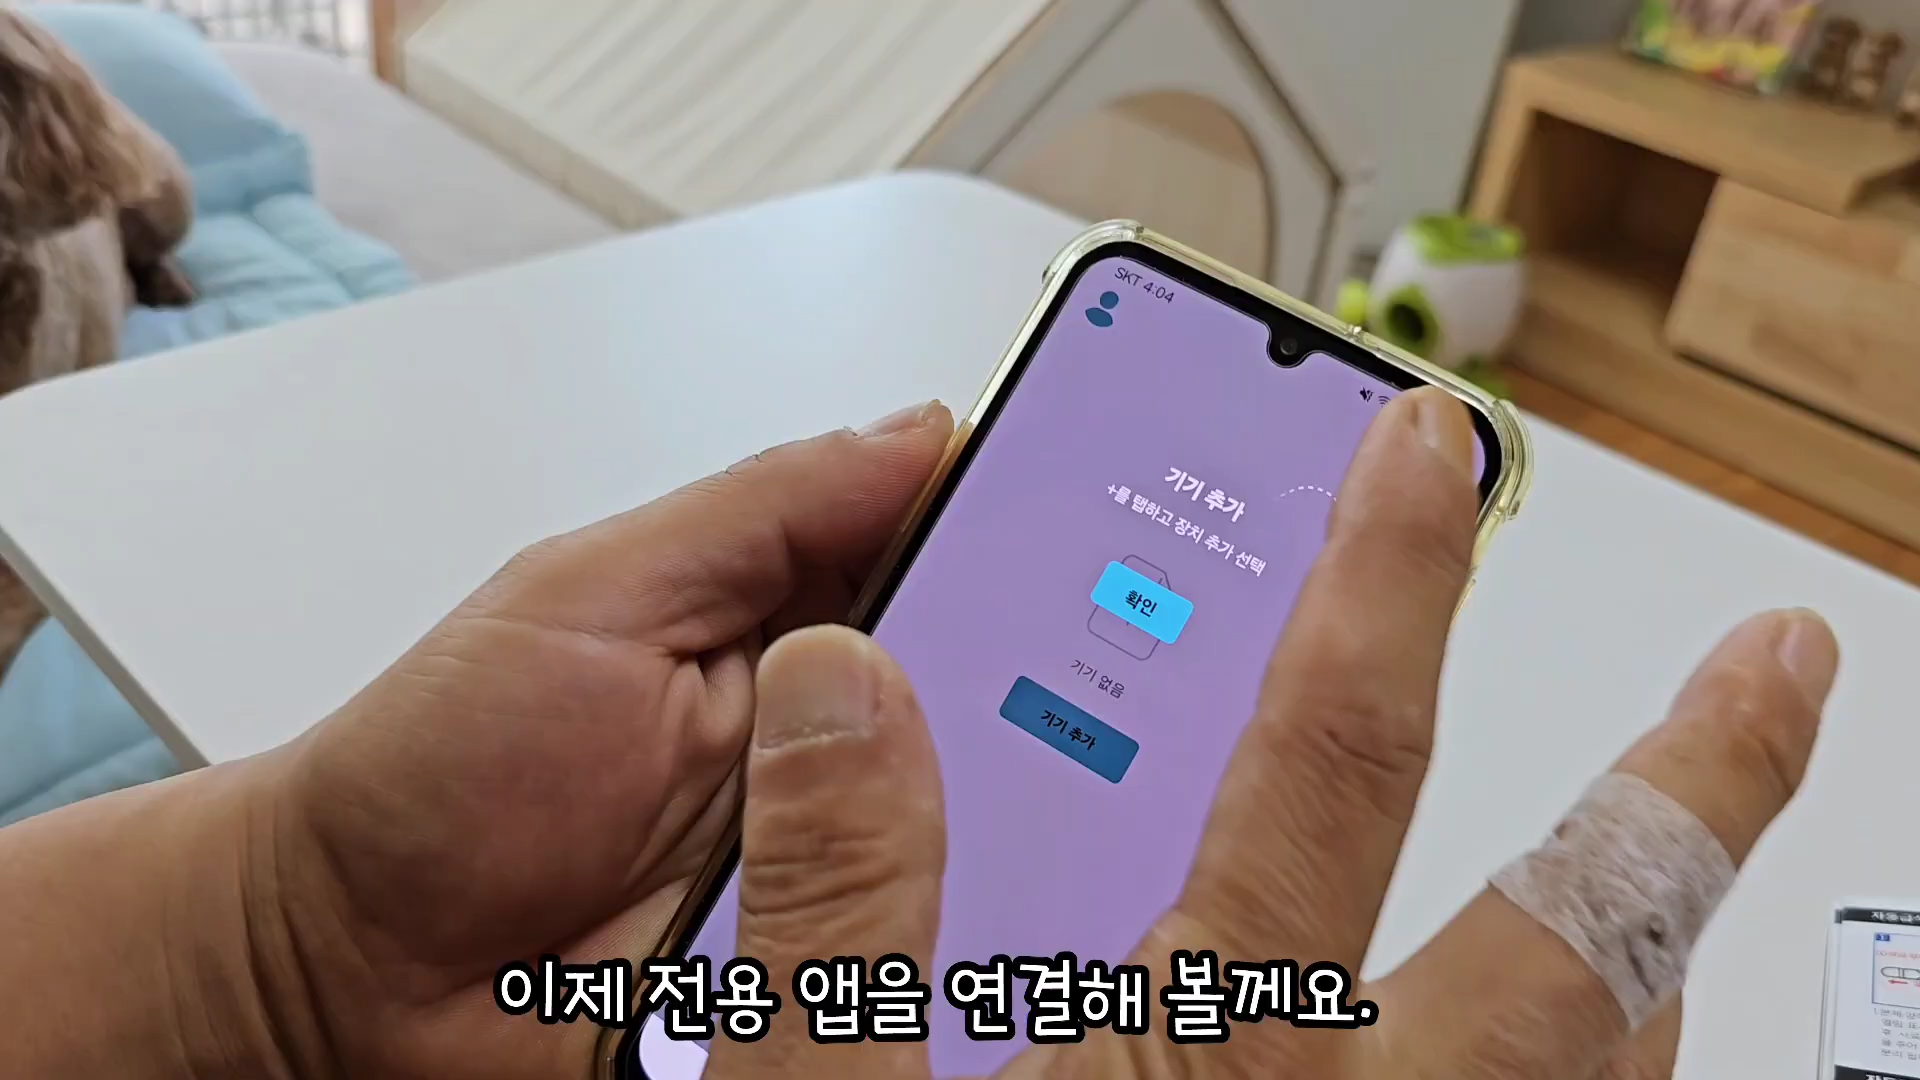 SKT 4:04
기기 추가
+를 탭하고 장치 추가 선택
확인
기기 없음
기기 추가
이제 전용 앱을 연결해 볼께요.